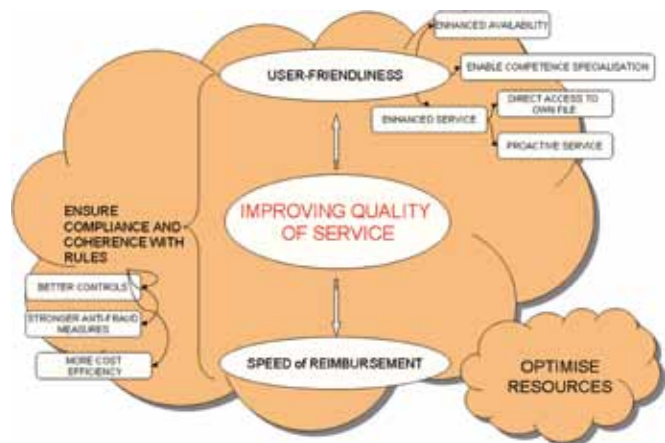 ENHANCED AVAILABILITY
USER-FRIENDLINESS
ENABLE COMPETENCE SPECIALISATION
ENHANCED SERVICE
DIRECT ACCESS TO
OWN FILE
PROACTIVE SERVICE
IMPROVING QUALITY
OF SERVICE
ENSURE
COMPLIANCE AND
COHERENCE WITH
RULES
BETTER CONTROLS
STRONGER ANTI-FRAUD
MEASURES
MORE COST
EFFICIENCY
SPEED of REIMBURSEMENT
OPTIMISE
RESOURCES